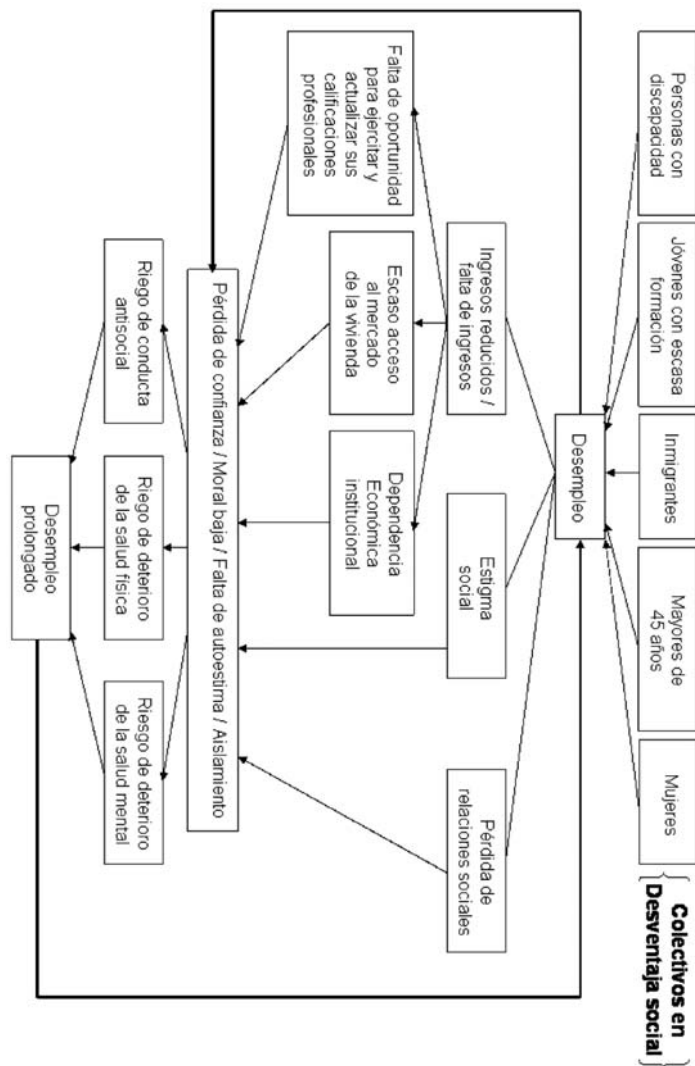 Personas con
discapacidad
Jóvenes con escasa
formación
Inmigrantes
Mayores de
45 años
Mujeres
Colectivos en
Desventaja social
Desempleo
Ingresos reducidos /
falta de ingresos
Estigma
social
Pérdida de
relaciones sociales
Falta de oportunidad
para ejercitar y
actualizar sus
calificaciones
profesionales
Escaso acceso
al mercado
de la vivienda
Dependencia
Económica
institucional
Pérdida de confianza / Moral baja / Falta de autoestima / Aislamiento
Riego de conducta
antisocial
Riego de deterioro
de la salud física
Riesgo de deterioro
de la salud mental
Desempleo
prolongado